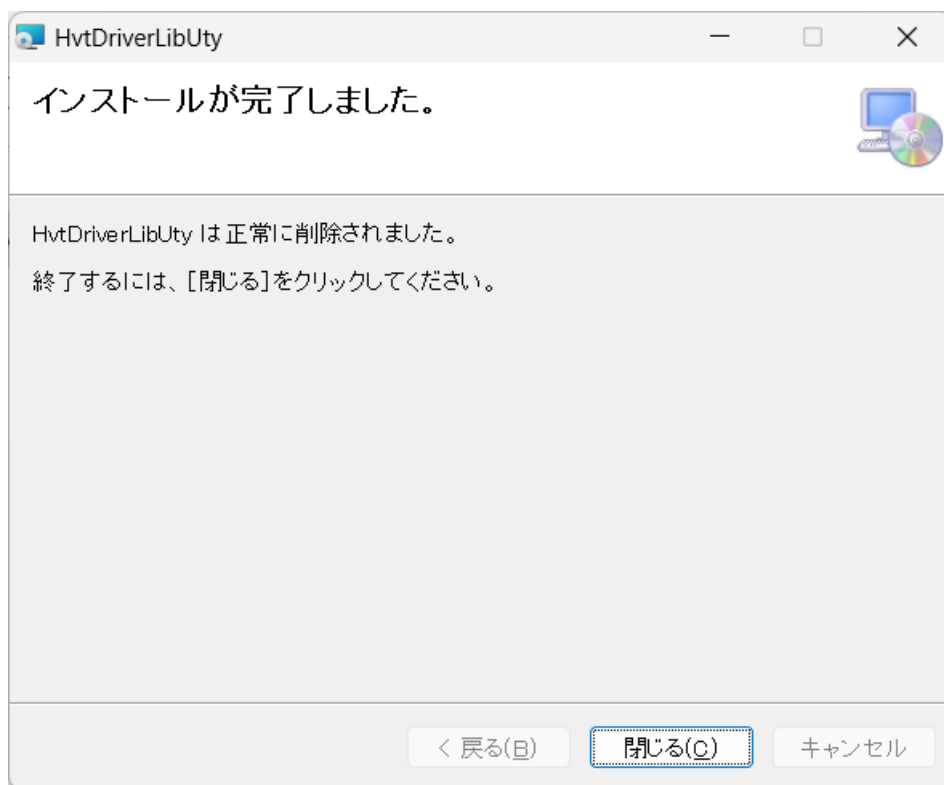 HvtDriverLibUty
インストールが完了しました。
HvtDriverLibUty は正常に削除されました。
終了するには、[閉じる]をクリックしてください。
< 戻る(B)
閉じる(C)
キャンセル